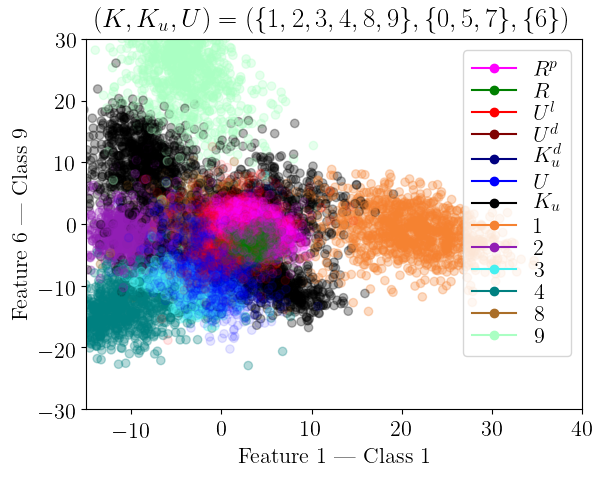 (K, K_u, U) = ({1, 2, 3, 4, 8, 9}, {0, 5, 7}, {6})
30
20
10
0
−10
−20
−30
Feature 6 — Class 9
−10
0
10
20
30
40
Feature 1 — Class 1
R^p
R
U^l
U^d
K_u^d
U
K_u
1
2
3
4
8
9